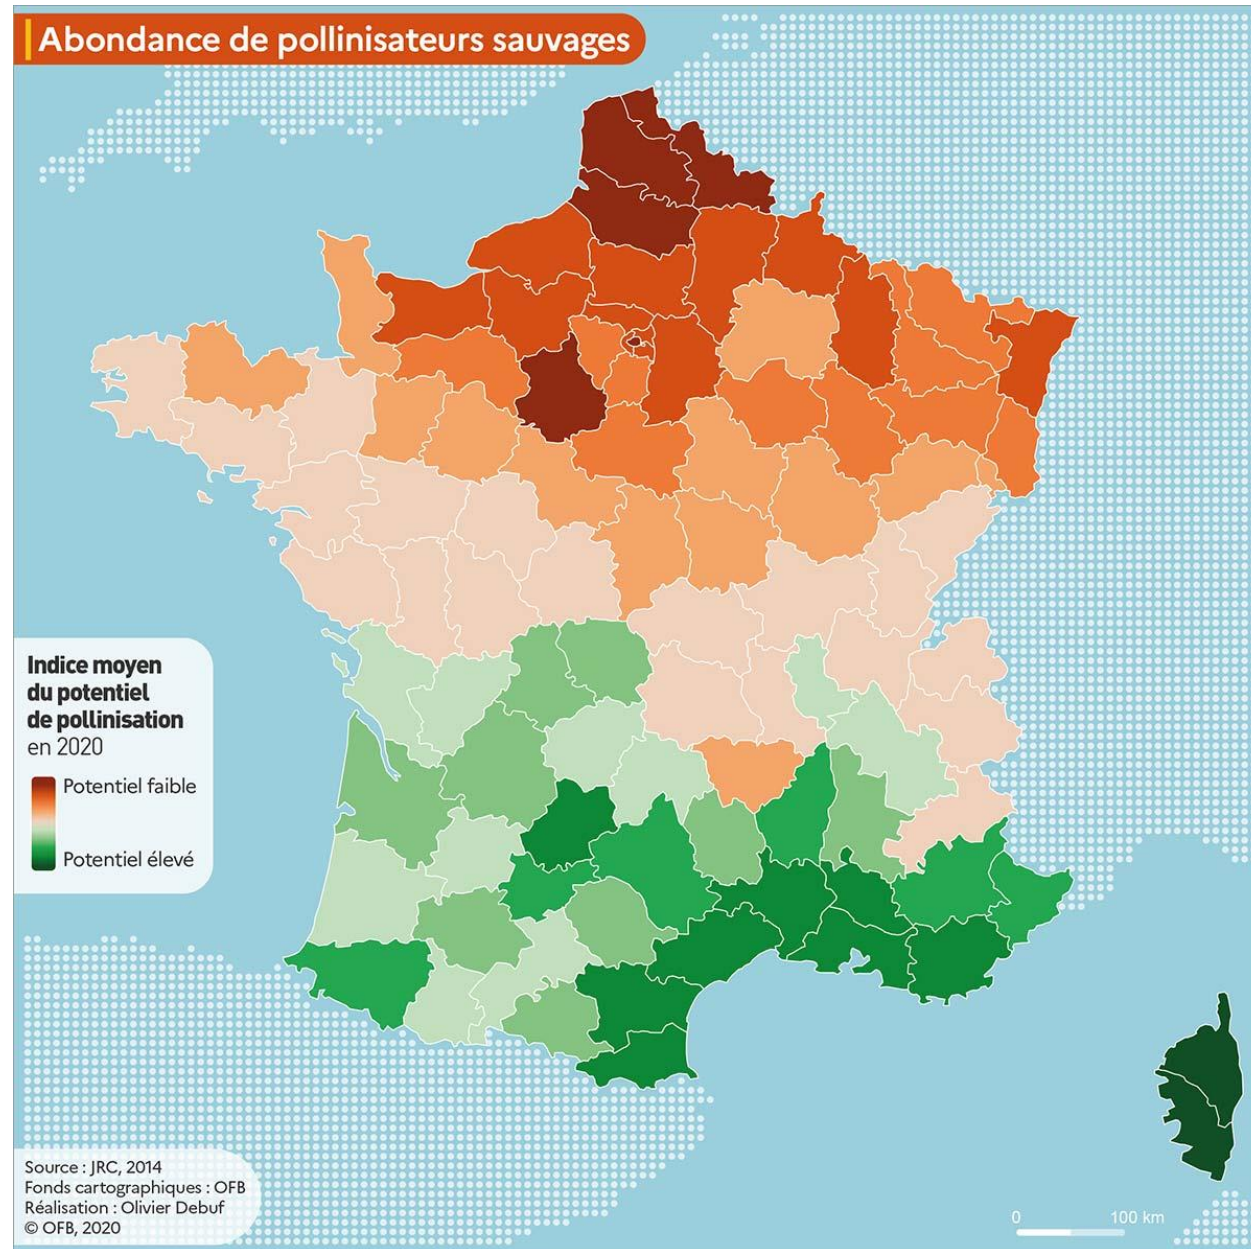 Abondance de pollinisateurs sauvages
Indice moyen
du potentiel
de pollinisation
en 2020
Potentiel faible
Potentiel élevé
Source : JRC, 2014
Fonds cartographiques : OFB
Réalisation : Olivier Debuf
© OFB, 2020
0 100 km